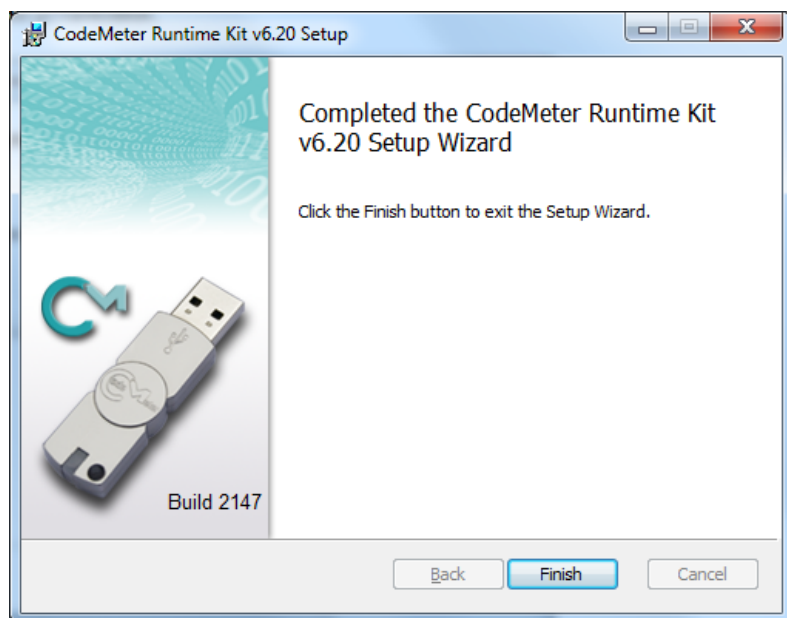 CodeMeter Runtime Kit v6.20 Setup
Completed the CodeMeter Runtime Kit
v6.20 Setup Wizard
Click the Finish button to exit the Setup Wizard.
Build 2147
Back
Finish
Cancel